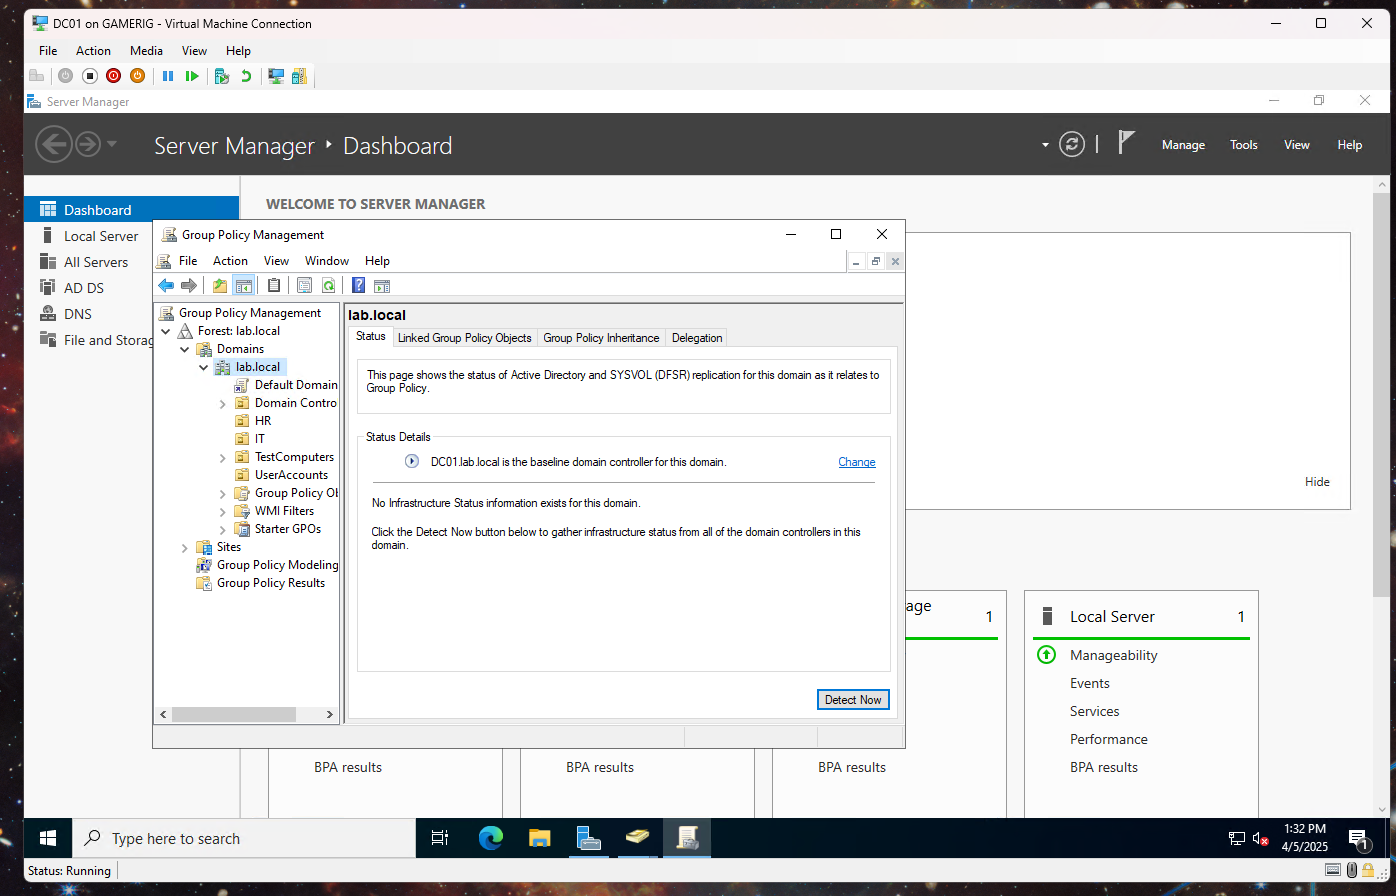 DC01 on GAMERIG - Virtual Machine Connection
File Action Media View Help
Server Manager
Server Manager Dashboard
Manage Tools View Help
Dashboard
Local Server
All Servers
AD DS
DNS
File and Storag
WELCOME TO SERVER MANAGER
Group Policy Management
File Action View Window Help
Group Policy Management
Forest: lab.local
Domains
lab.local
Default Domain
Domain Contro
HR
IT
TestComputers
UserAccounts
Group Policy Ob
WMI Filters
Starter GPOs
Sites
Group Policy Modeling
Group Policy Results
lab.local
Status Linked Group Policy Objects Group Policy Inheritance Delegation
This page shows the status of Active Directory and SYSVOL (DFSR) replication for this domain as it relates to
Group Policy.
Status Details
DC01.lab.local is the baseline domain controller for this domain. Change
No Infrastructure Status information exists for this domain.
Click the Detect Now button below to gather infrastructure status from all of the domain controllers in this
domain.
Detect Now
Hide
age 1
Local Server 1
Manageability
Events
Services
Performance
BPA results BPA results BPA results BPA results
Type here to search
1:32 PM
4/5/2025
1
Status: Running